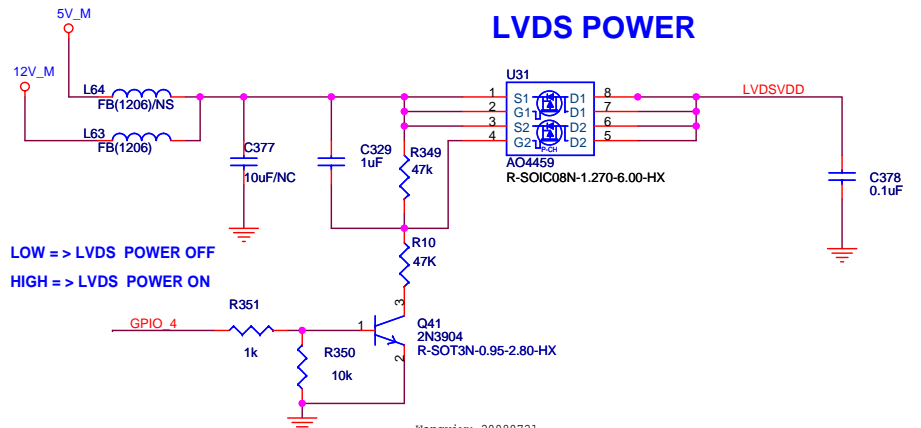 LVDS POWER
5V_M
12V_M
L64
FB(1206)/NS
L63
FB(1206)
C377
10uF/NC
C329
1uF
R349
47k
U31
1
2
3
4
S1
G1
S2
G2
D1
D1
D2
D2
P-CH
8
7
6
5
AO4459
R-SOIC08N-1.270-6.00-HX
LVDSVDD
C378
0.1uF
R10
47K
LOW = > LVDS POWER OFF
HIGH = > LVDS POWER ON
GPIO_4
R351
1k
R350
10k
1
3
2
Q41
2N3904
R-SOT3N-0.95-2.80-HX